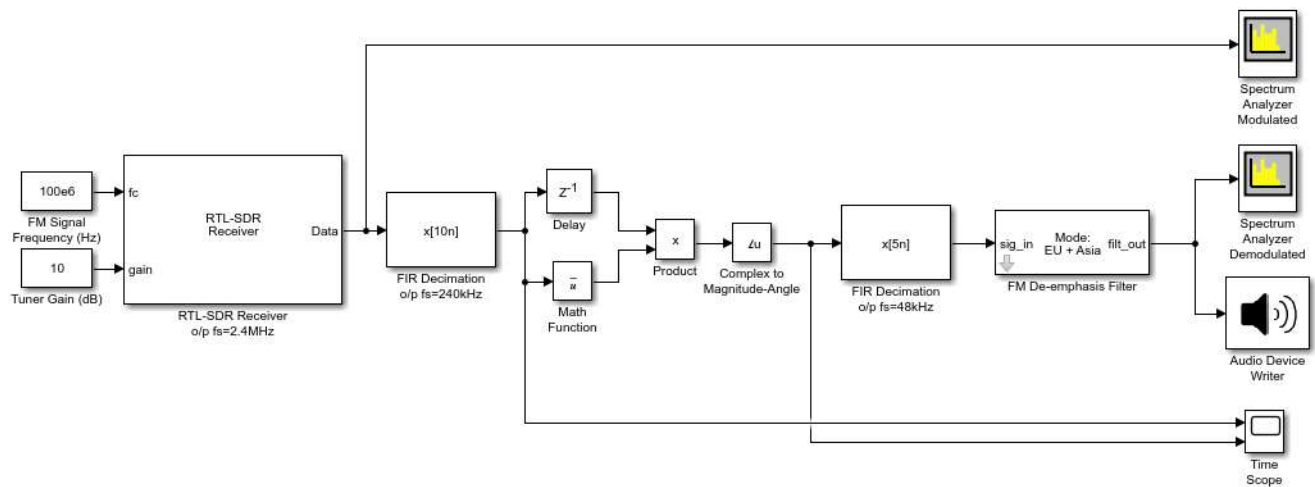 Spectrum
Analyzer
Modulated
100e6
FM Signal
Frequency (Hz)
10
Tuner Gain (dB)
fc
gain
RTL-SDR
Receiver
Data
RTL-SDR Receiver
o/p fs=2.4MHz
x[10n]
FIR Decimation
o/p fs=240kHz
Z⁻¹
Delay
u̅
Math
Function
x
Product
∠u
Complex to
Magnitude-Angle
x[5n]
FIR Decimation
o/p fs=48kHz
sig_in
Mode:
EU + Asia
filt_out
FM De-emphasis Filter
Spectrum
Analyzer
Demodulated
Audio Device
Writer
Time
Scope